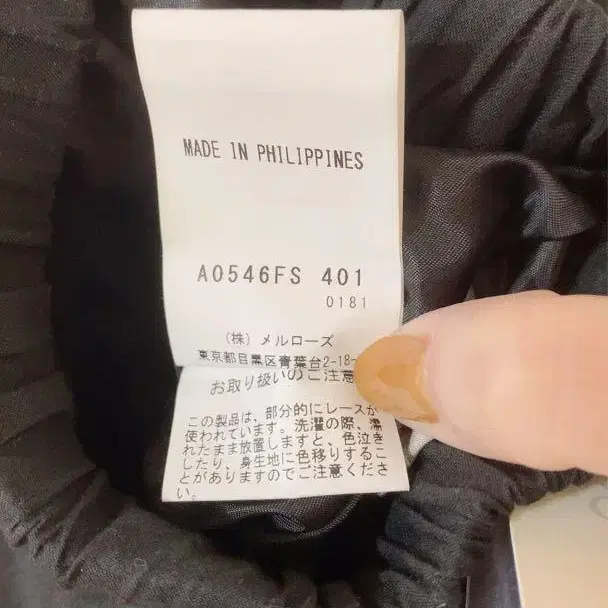 MADE IN PHILIPPINES
A0546FS 401
0181
(株) メルローズ
東京都目黒区青葉台2-18-
お取り扱いのご注意
この製品は、部分的にレースが
使われています。洗濯の際、濡
れたまま放置しますと、色泣き
したり、身生地に色移りするこ
とがありますのでご注意くださ
い。